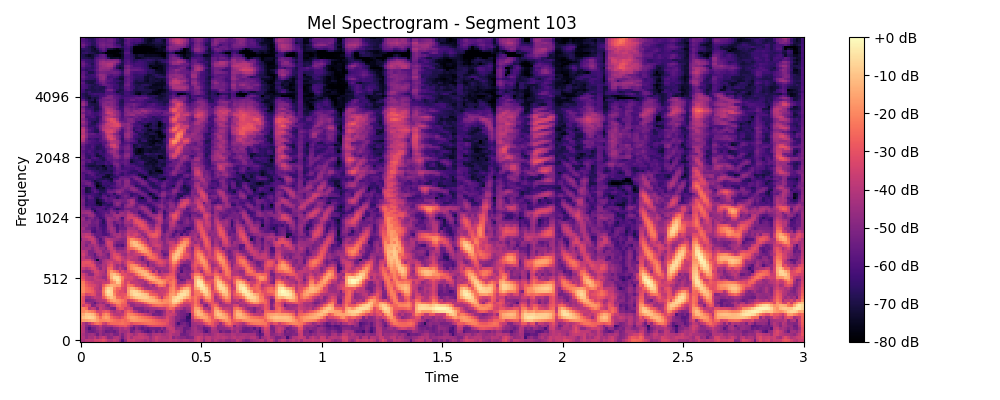 Mel Spectrogram - Segment 103
Frequency
4096
2048
1024
512
0
0
0.5
1
1.5
2
2.5
3
Time
+0 dB
-10 dB
-20 dB
-30 dB
-40 dB
-50 dB
-60 dB
-70 dB
-80 dB